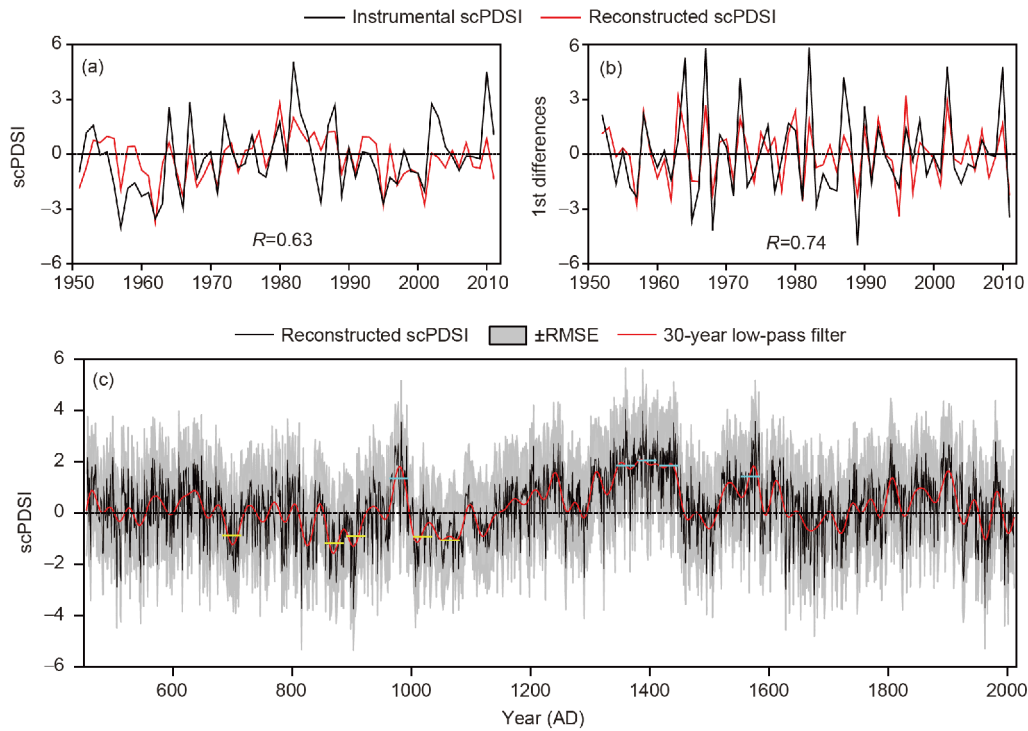 Instrumental scPDSI Reconstructed scPDSI
(a)
scPDSI
6
3
0
−3
−6
R=0.63
1950 1960 1970 1980 1990 2000 2010
(b)
1st differences
6
3
0
−3
−6
R=0.74
1950 1960 1970 1980 1990 2000 2010
Reconstructed scPDSI ±RMSE 30-year low-pass filter
(c)
scPDSI
6
4
2
0
−2
−4
−6
600 800 1000 1200 1400 1600 1800 2000
Year (AD)